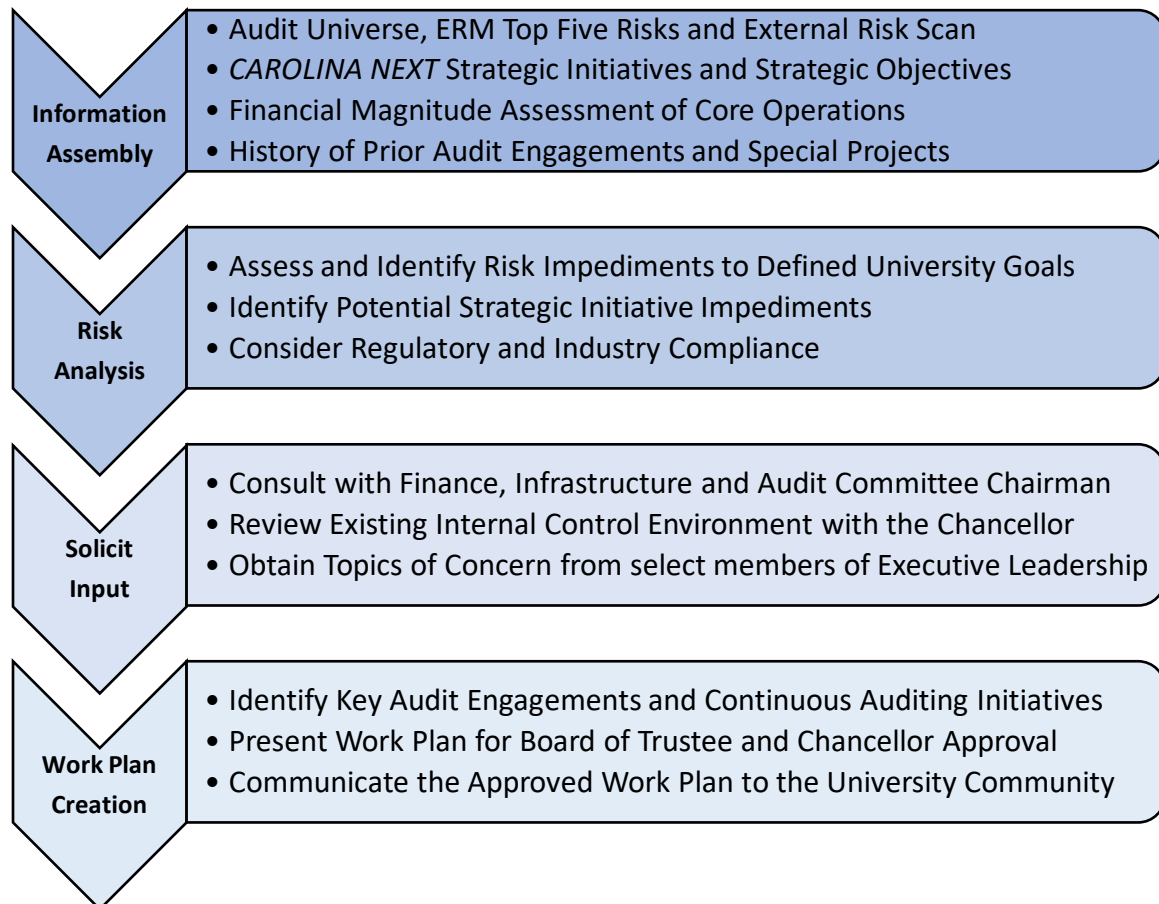 Information
Assembly
• Audit Universe, ERM Top Five Risks and External Risk Scan
• CAROLINA NEXT Strategic Initiatives and Strategic Objectives
• Financial Magnitude Assessment of Core Operations
• History of Prior Audit Engagements and Special Projects
Risk
Analysis
• Assess and Identify Risk Impediments to Defined University Goals
• Identify Potential Strategic Initiative Impediments
• Consider Regulatory and Industry Compliance
Solicit
Input
• Consult with Finance, Infrastructure and Audit Committee Chairman
• Review Existing Internal Control Environment with the Chancellor
• Obtain Topics of Concern from select members of Executive Leadership
Work Plan
Creation
• Identify Key Audit Engagements and Continuous Auditing Initiatives
• Present Work Plan for Board of Trustee and Chancellor Approval
• Communicate the Approved Work Plan to the University Community